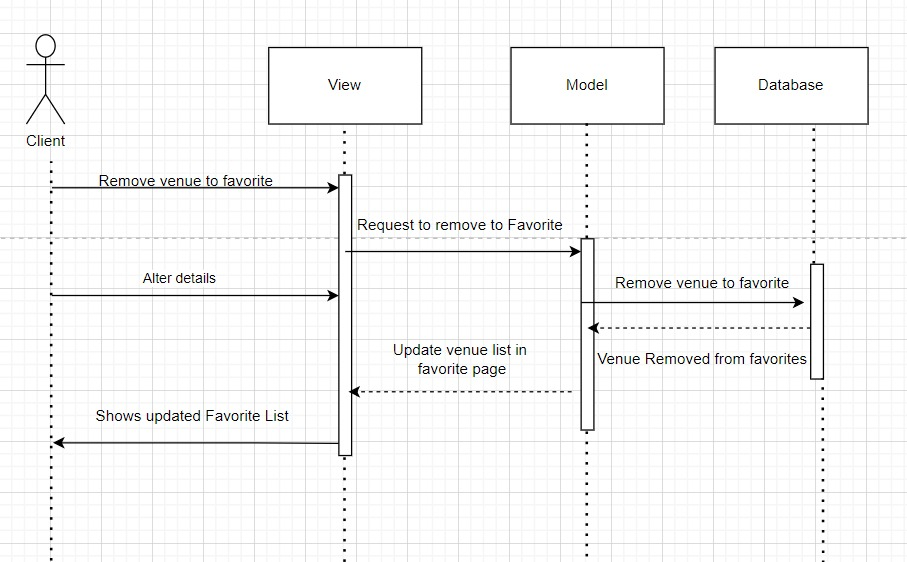 View
Model
Database
Client
Remove venue to favorite
Request to remove to Favorite
Alter details
Remove venue to favorite
Update venue list in
favorite page
Venue Removed from favorites
Shows updated Favorite List